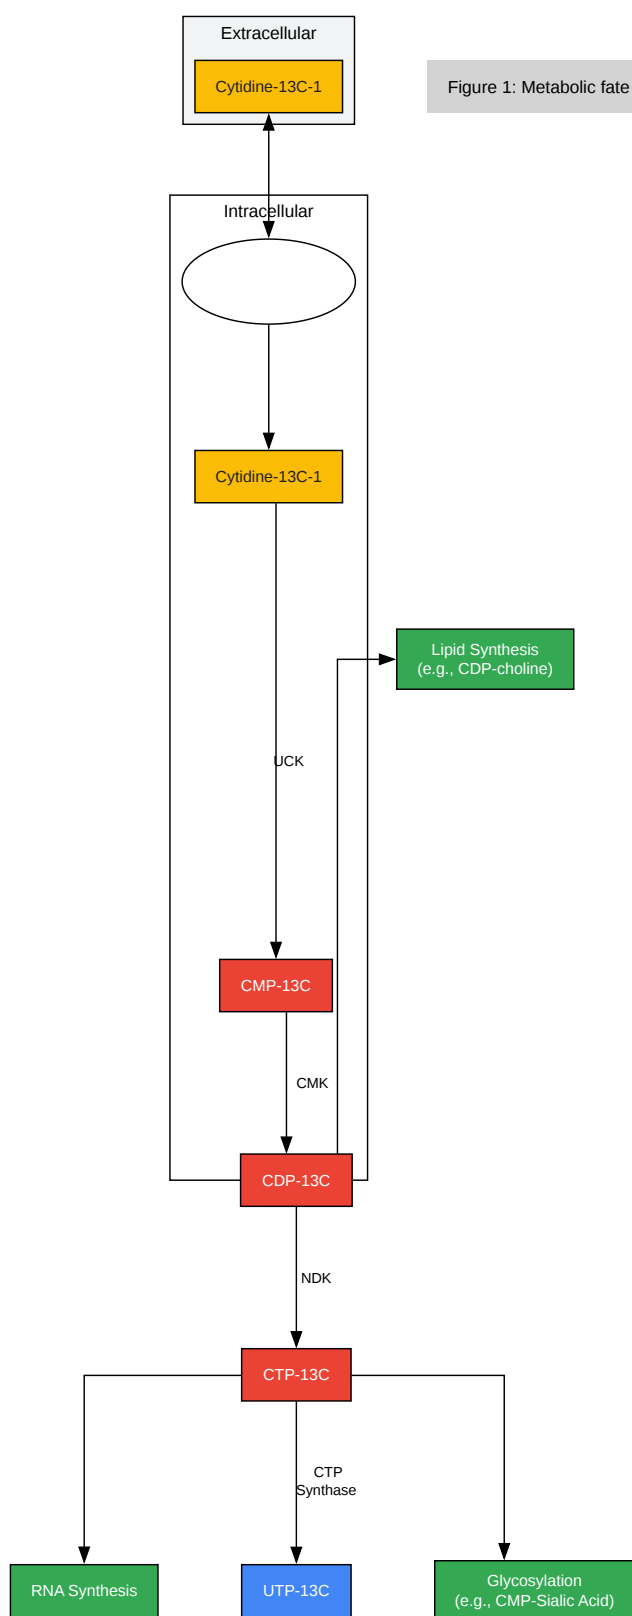 Extracellular
Cytidine-13C-1
Figure 1: Metabolic fate
Intracellular
Cytidine-13C-1
Lipid Synthesis
(e.g., CDP-choline)
UCK
CMP-13C
CMK
CDP-13C
NDK
CTP-13C
CTP
Synthase
RNA Synthesis
UTP-13C
Glycosylation
(e.g., CMP-Sialic Acid)